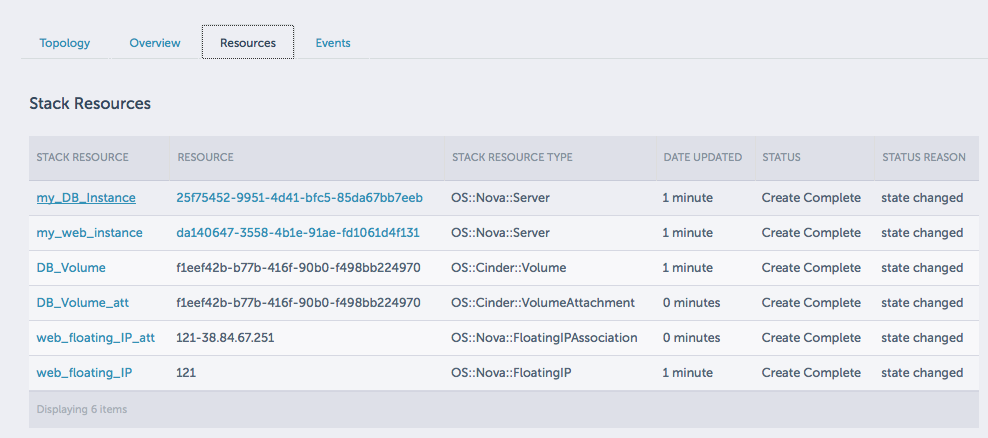 Topology Overview Resources Events
Stack Resources
STACK RESOURCE RESOURCE STACK RESOURCE TYPE DATE UPDATED STATUS STATUS REASON
my_DB_Instance 25f75452-9951-4d41-bfc5-85da67bb7eeb OS::Nova::Server 1 minute Create Complete state changed
my_web_instance da140647-3558-4b1e-91ae-fd1061d4f131 OS::Nova::Server 1 minute Create Complete state changed
DB_Volume f1eef42b-b77b-416f-90b0-f498bb224970 OS::Cinder::Volume 1 minute Create Complete state changed
DB_Volume_att f1eef42b-b77b-416f-90b0-f498bb224970 OS::Cinder::VolumeAttachment 0 minutes Create Complete state changed
web_floating_IP_att 121-38.84.67.251 OS::Nova::FloatingIPAssociation 0 minutes Create Complete state changed
web_floating_IP 121 OS::Nova::FloatingIP 1 minute Create Complete state changed
Displaying 6 items